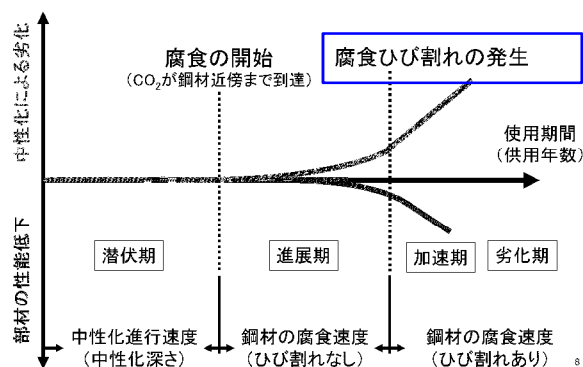 中性化による劣化
部材の性能低下
腐食の開始
(CO₂が鋼材近傍まで到達)
腐食ひび割れの発生
使用期間
(供用年数)
潜伏期
進展期
加速期
劣化期
中性化進行速度
(中性化深さ)
鋼材の腐食速度
(ひび割れなし)
鋼材の腐食速度
(ひび割れあり)
8